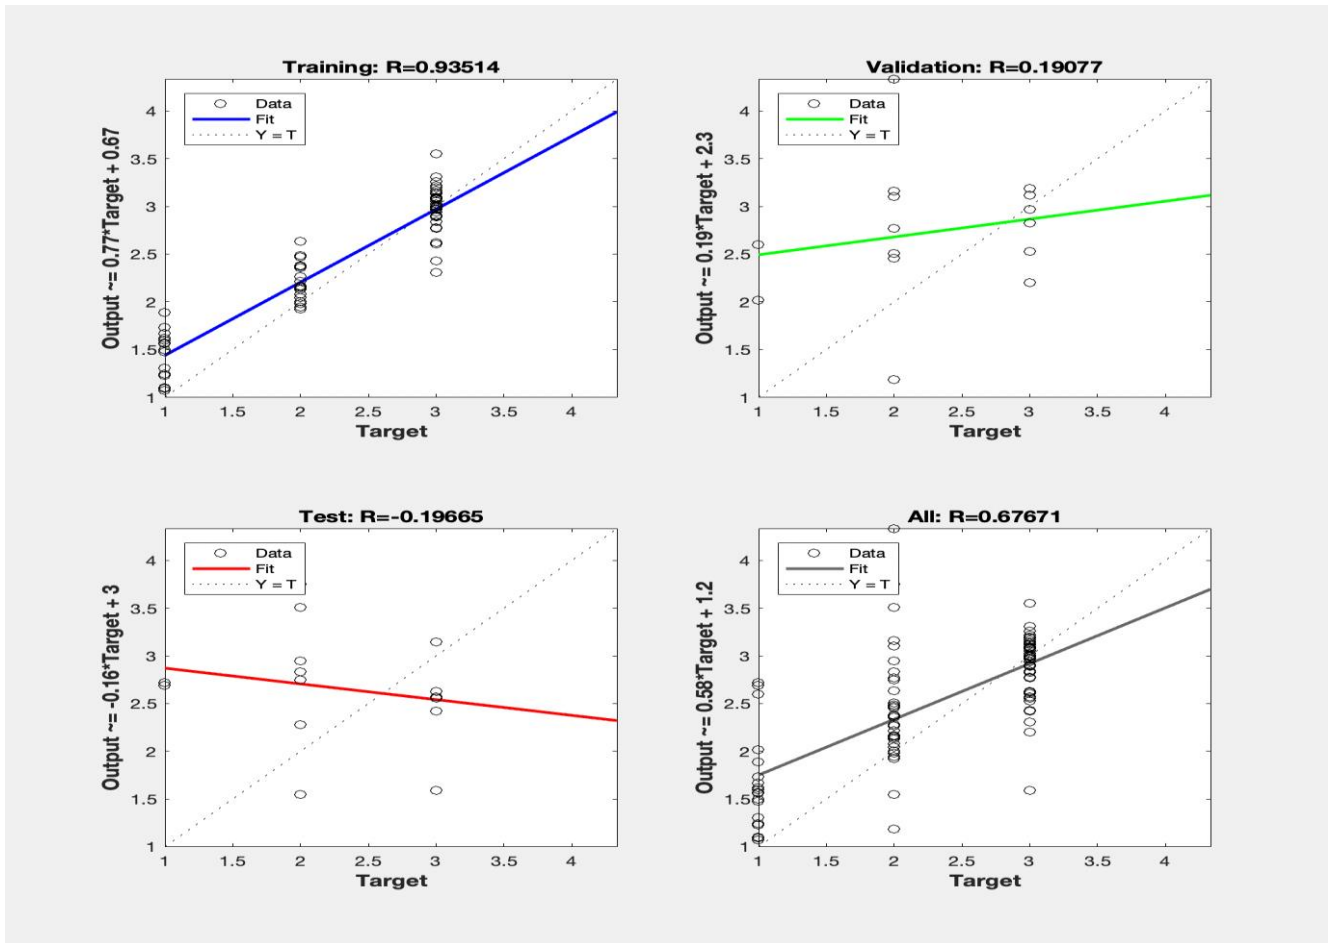 Training: R=0.93514
Data
Fit
Y = T
Output ~= 0.77*Target + 0.67
4
3.5
3
2.5
2
1.5
1
1 1.5 2 2.5 3 3.5 4
Target
Validation: R=0.19077
Data
Fit
Y = T
Output ~= 0.19*Target + 2.3
4
3.5
3
2.5
2
1.5
1
1 1.5 2 2.5 3 3.5 4
Target
Test: R=-0.19665
Data
Fit
Y = T
Output ~= -0.16*Target + 3
4
3.5
3
2.5
2
1.5
1
1 1.5 2 2.5 3 3.5 4
Target
All: R=0.67671
Data
Fit
Y = T
Output ~= 0.58*Target + 1.2
4
3.5
3
2.5
2
1.5
1
1 1.5 2 2.5 3 3.5 4
Target